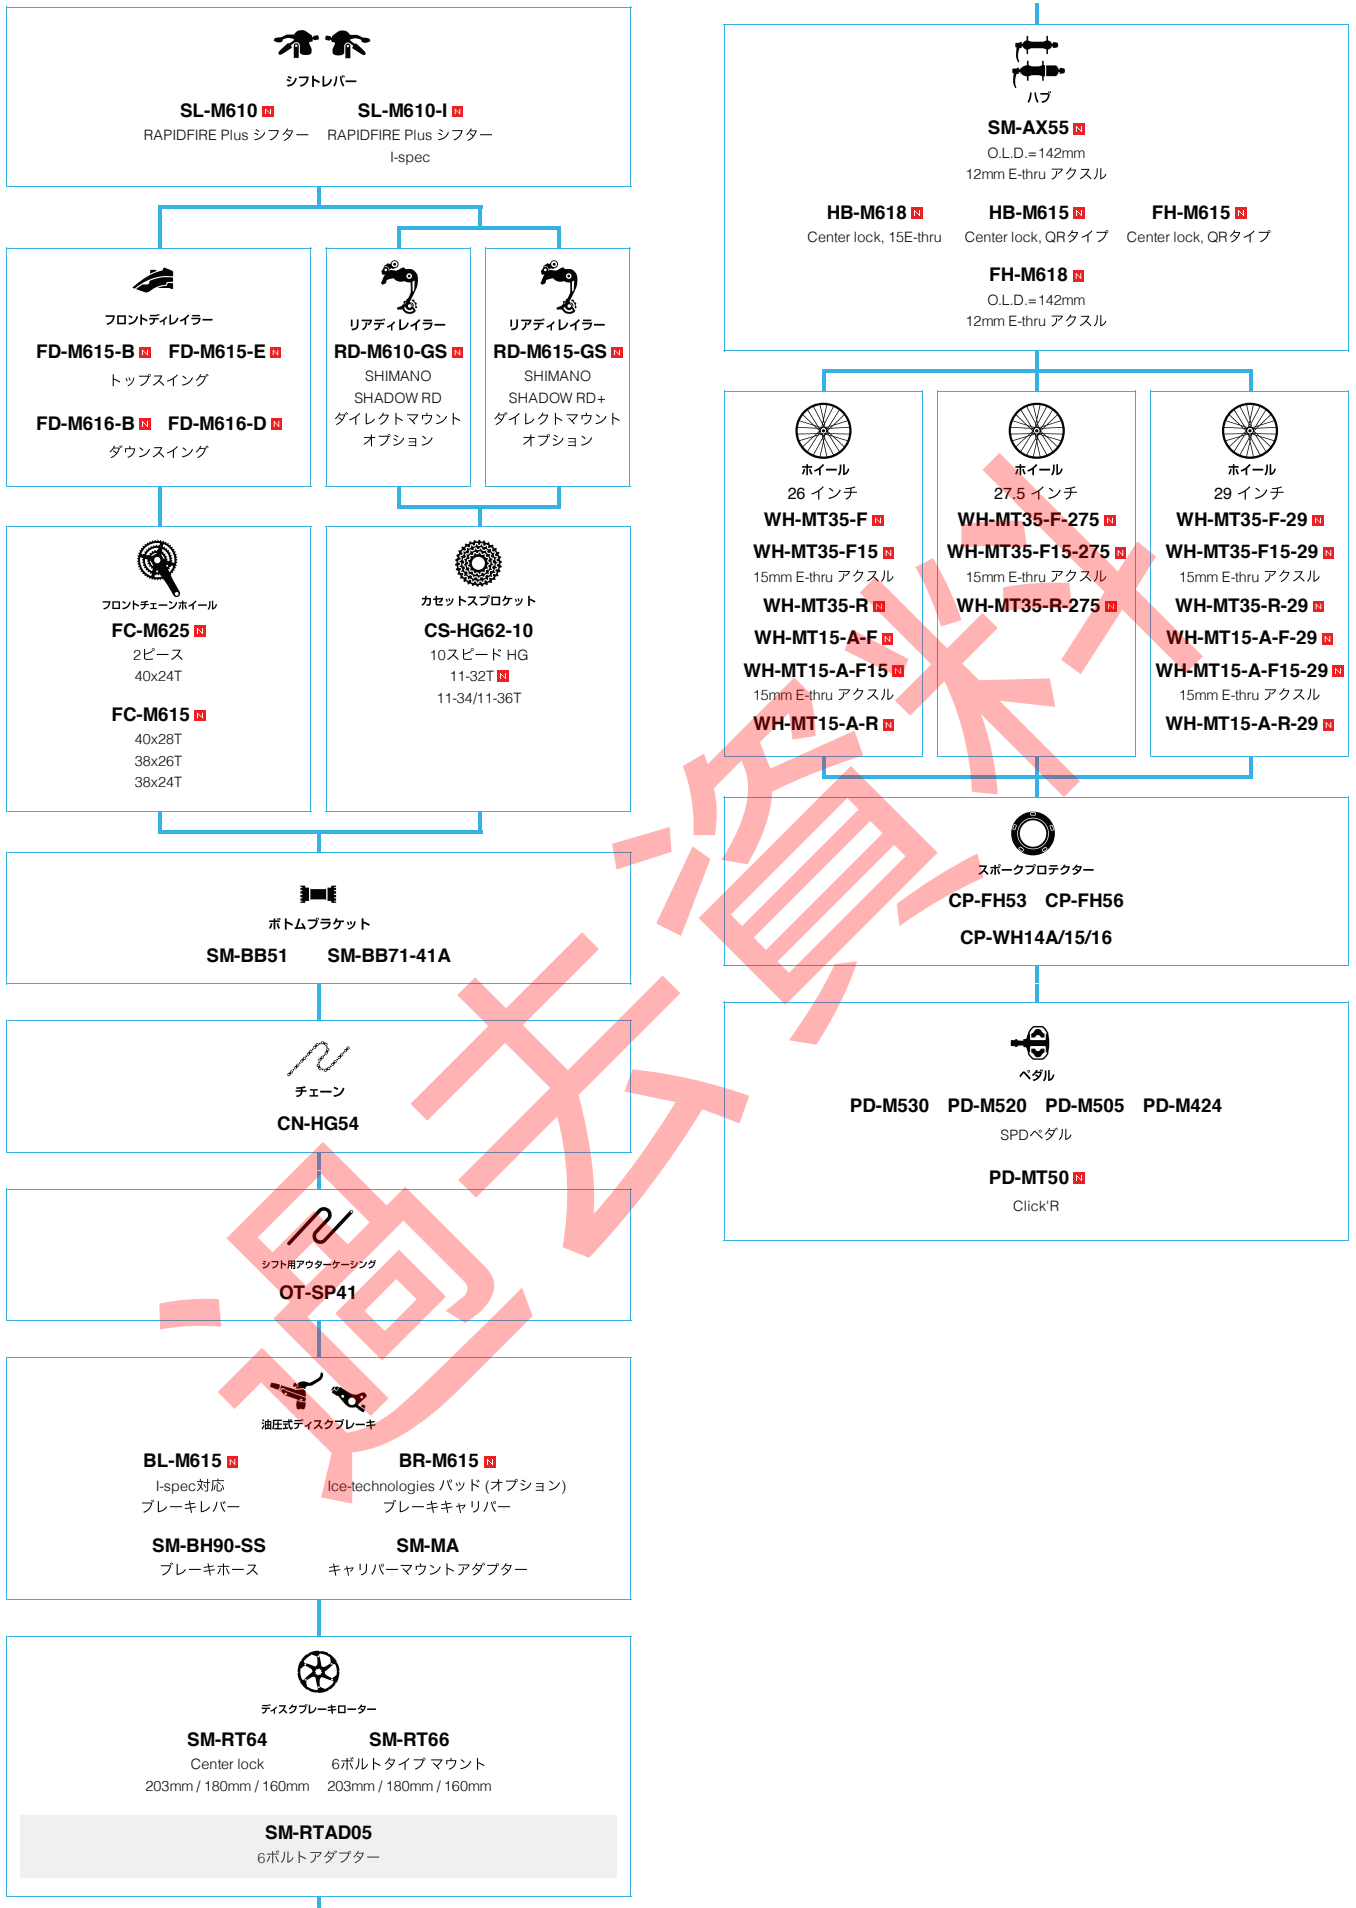 シフトレバー
SL-M610 N SL-M610-I N
RAPIDFIRE Plus シフター RAPIDFIRE Plus シフター
I-spec
フロントディレイラー
FD-M615-B N FD-M615-E N
トップスイング
FD-M616-B N FD-M616-D N
ダウンスイング
リアディレイラー
RD-M610-GS N
SHIMANO
SHADOW RD
ダイレクトマウント
オプション
リアディレイラー
RD-M615-GS N
SHIMANO
SHADOW RD+
ダイレクトマウント
オプション
フロントチェーンホイール
FC-M625 N
2ピース
40x24T
FC-M615 N
40x28T
38x26T
38x24T
カセットスプロケット
CS-HG62-10
10スピード HG
11-32T N
11-34/11-36T
ボトムブラケット
SM-BB51 SM-BB71-41A
チェーン
CN-HG54
シフト用アウターケーシング
OT-SP41
油圧式ディスクブレーキ
BL-M615 N BR-M615 N
I-spec対応 Ice-technologies パッド (オプション)
ブレーキレバー ブレーキキャリパー
SM-BH90-SS SM-MA
ブレーキホース キャリパーマウントアダプター
ディスクブレーキローター
SM-RT64 SM-RT66
Center lock 6ボルトタイプ マウント
203mm / 180mm / 160mm 203mm / 180mm / 160mm
SM-RTAD05
6ボルトアダプター
ハブ
SM-AX55 N
O.L.D.=142mm
12mm E-thru アクスル
HB-M618 N HB-M615 N FH-M615 N
Center lock, 15E-thru Center lock, QRタイプ Center lock, QRタイプ
FH-M618 N
O.L.D.=142mm
12mm E-thru アクスル
ホイール
26 インチ
WH-MT35-F N
WH-MT35-F15 N
15mm E-thru アクスル
WH-MT35-R N
WH-MT15-A-F N
WH-MT15-A-F15 N
15mm E-thru アクスル
WH-MT15-A-R N
ホイール
27.5 インチ
WH-MT35-F-275 N
WH-MT35-F15-275 N
15mm E-thru アクスル
WH-MT35-R-275 N
ホイール
29 インチ
WH-MT35-F-29 N
WH-MT35-F15-29 N
15mm E-thru アクスル
WH-MT35-R-29 N
WH-MT15-A-F-29 N
WH-MT15-A-F15-29 N
15mm E-thru アクスル
WH-MT15-A-R-29 N
スポークプロテクター
CP-FH53 CP-FH56
CP-WH14A/15/16
ペダル
PD-M530 PD-M520 PD-M505 PD-M424
SPDペダル
PD-MT50 N
Click'R
過去資料